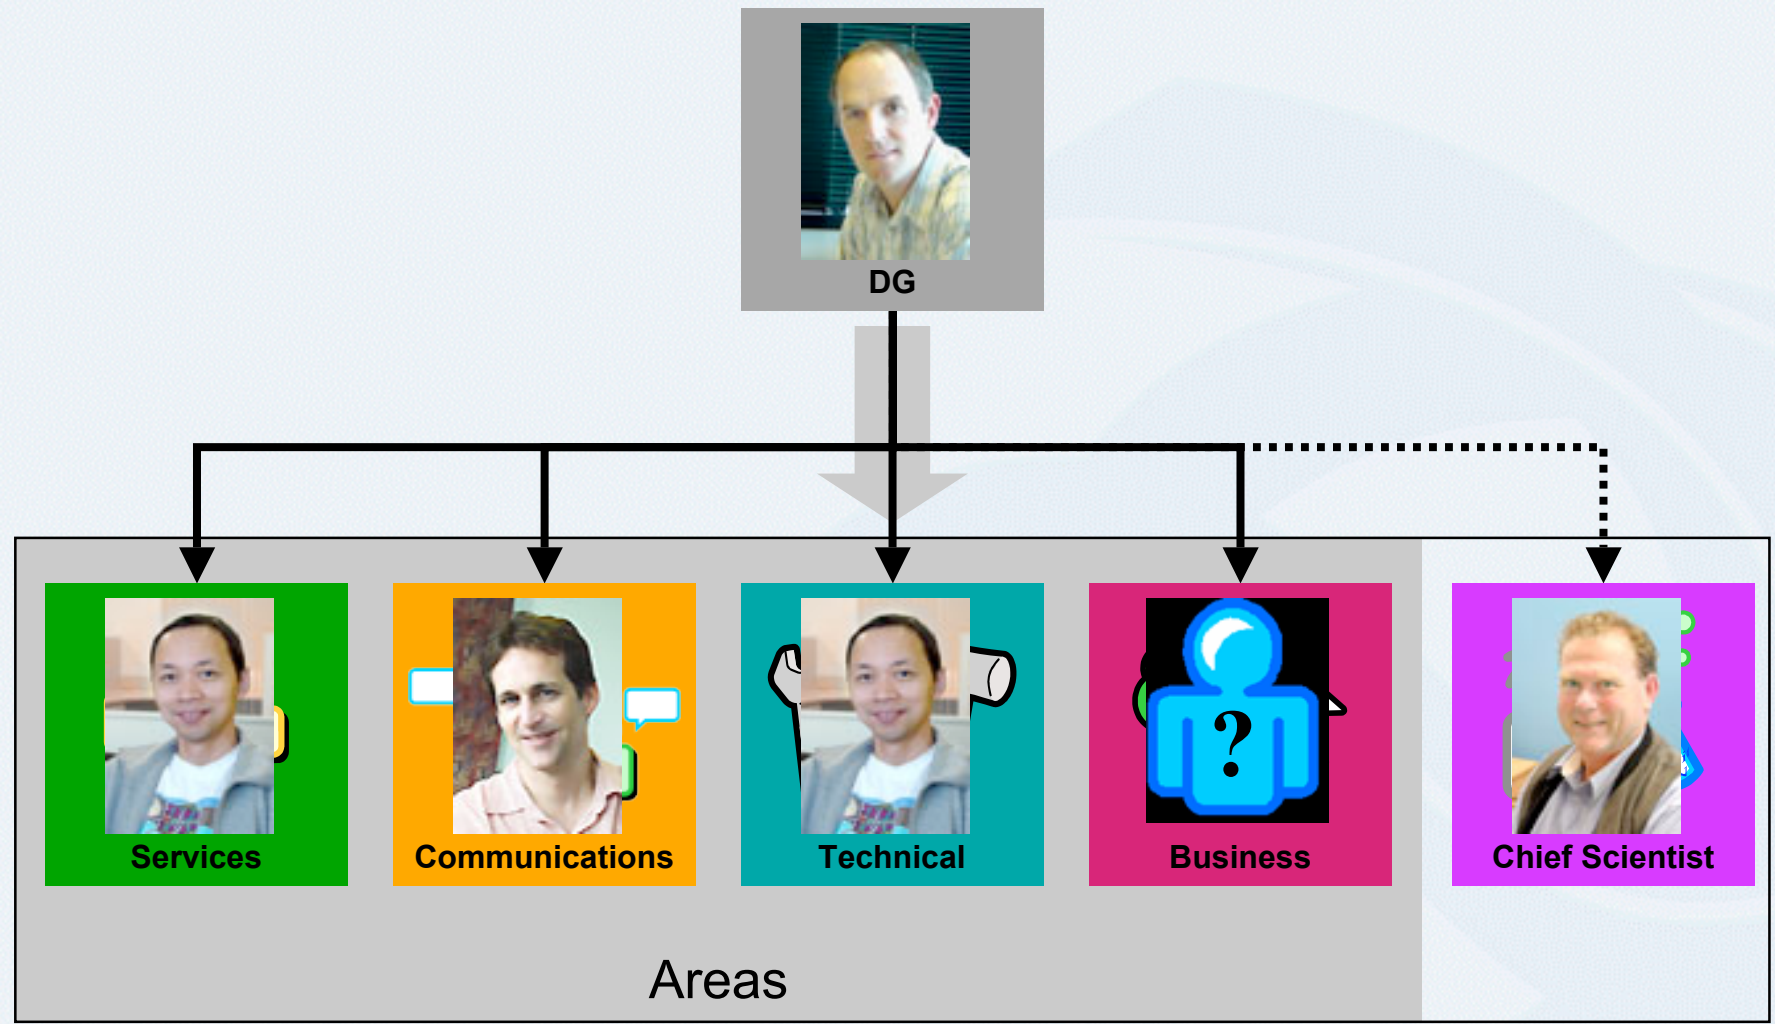 DG
Services
Communications
Technical
?
Business
Chief Scientist
Areas